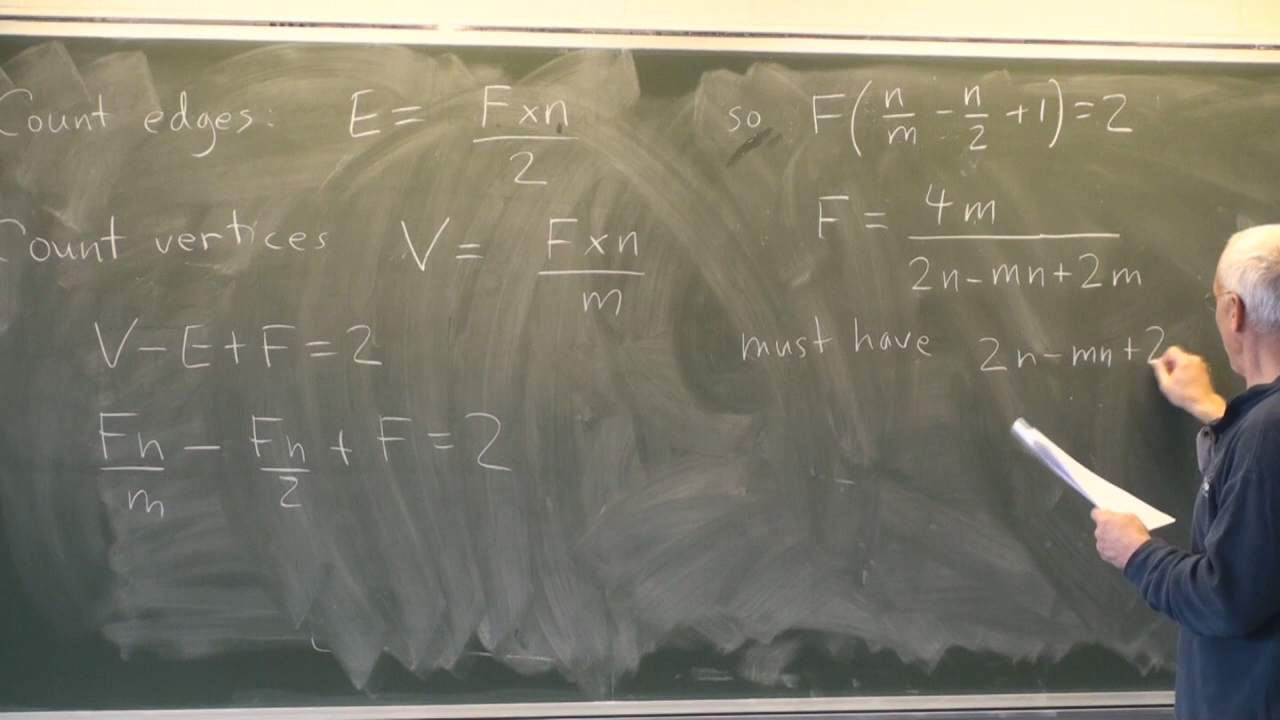 Count edges: E = F×n/2
Count vertices V = F×n/m
V-E+F=2
Fn/m - Fn/2 + F = 2
so F(n/m - n/2 + 1) = 2
F = 4m/(2n-mn+2m)
must have 2n-mn+2